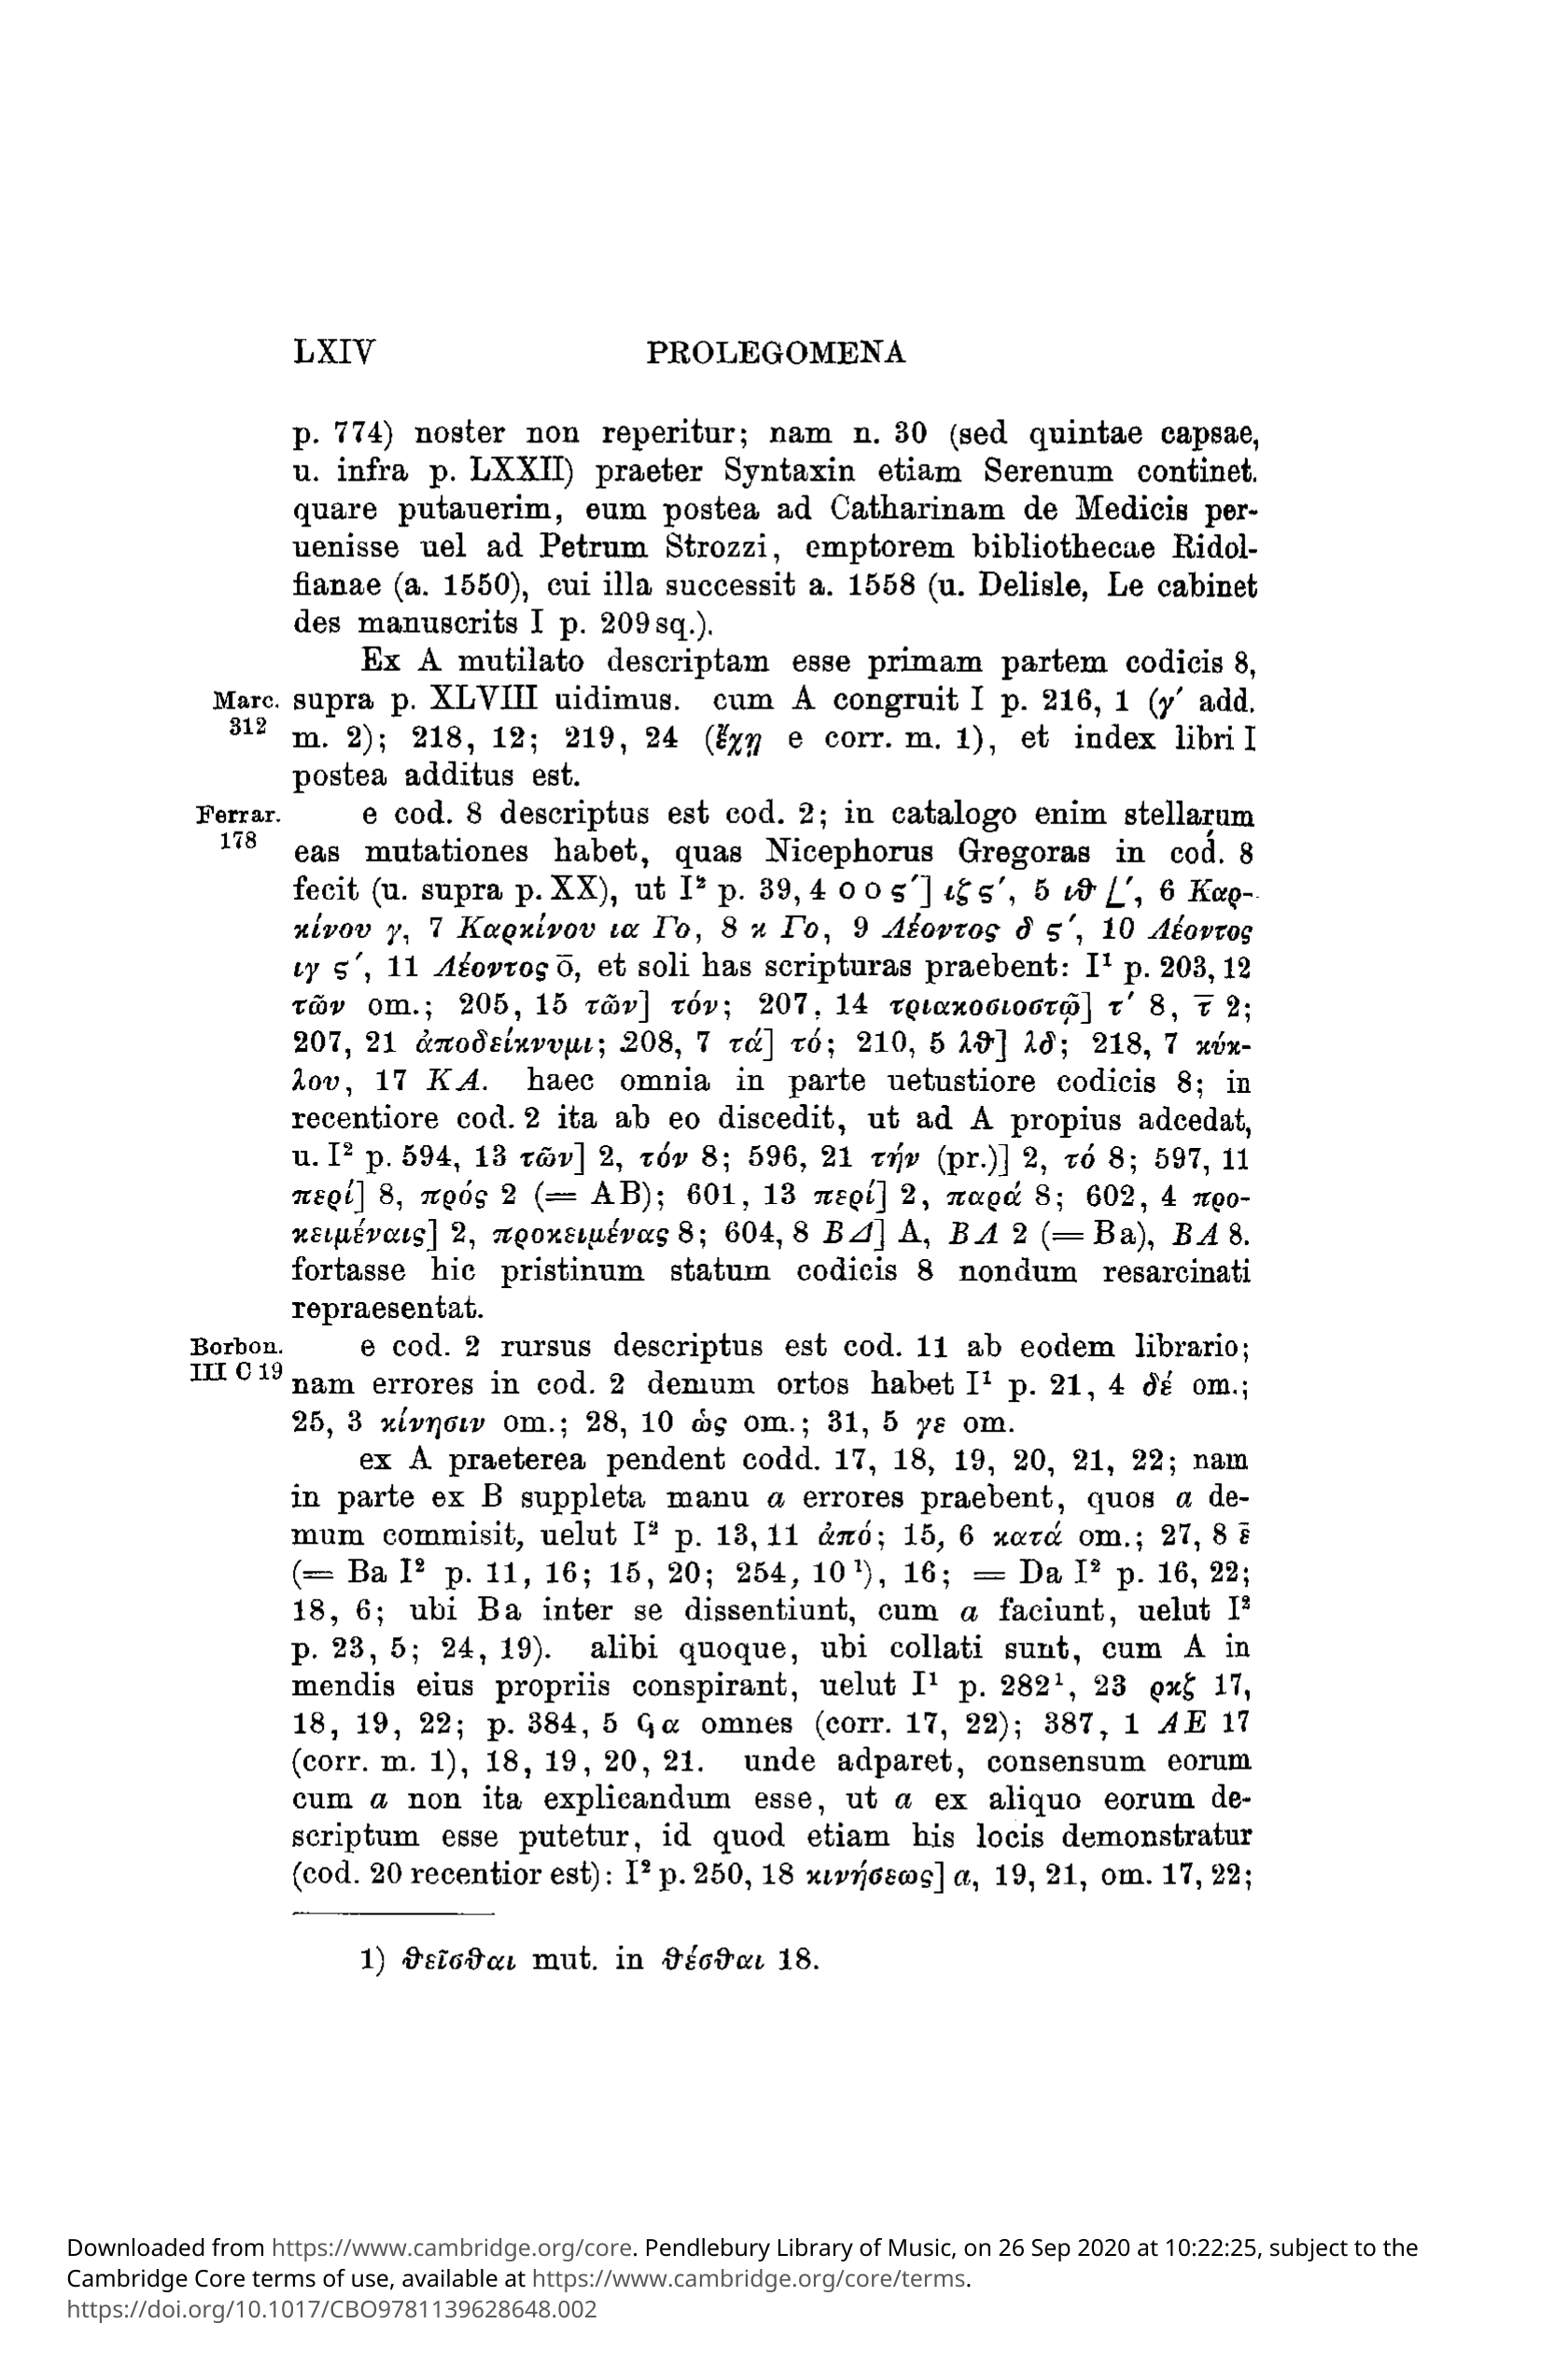 LXIV PROLEGOMENA
p. 774) noster non reperitur; nam n. 30 (sed quintae capsae,
u. infra p. LXXII) praeter Syntaxin etiam Serenum continet.
quare putauerim, eum postea ad Catharinam de Medicis per-
uenisse uel ad Petrum Strozzi, emptorem bibliothecae Ridol-
fianae (a. 1550), cui illa successit a. 1558 (u. Delisle, Le cabinet
des manuscrits I p. 209 sq.).
Ex A mutilato descriptam esse primam partem codicis 8,
Marc. 312
supra p. XLVIII uidimus. cum A congruit I p. 216, 1 (γ′ add.
m. 2); 218, 12; 219, 24 (ἔχῃ e corr. m. 1), et index libri I
postea additus est.
Ferrar. 178
e cod. 8 descriptus est cod. 2; in catalogo enim stellarum
eas mutationes habet, quas Nicephorus Gregoras in cod. 8
fecit (u. supra p. XX), ut I² p. 39, 4 ο ο ϛ′] ιζ ϛ′, 5 ιϑ 𐅵′, 6 Καρ-
κίνου γ, 7 Καρκίνου ια Γο, 8 κ Γο, 9 Λέοντος δ ϛ′, 10 Λέοντος
ιγ ϛ′, 11 Λέοντος ο̄, et soli has scripturas praebent: I¹ p. 203, 12
τῶν om.; 205, 15 τῶν] τόν; 207, 14 τριακοσιοστῷ] τ′ 8, τ̄ 2;
207, 21 ἀποδείκνυμι; 208, 7 τά] τό; 210, 5 λϑ] λδ; 218, 7 κύκ-
λου, 17 ΚΛ. haec omnia in parte uetustiore codicis 8; in
recentiore cod. 2 ita ab eo discedit, ut ad A propius adcedat,
u. I² p. 594, 13 τῶν] 2, τόν 8; 596, 21 τήν (pr.)] 2, τό 8; 597, 11
περί] 8, πρός 2 (= AB); 601, 13 περί] 2, παρά 8; 602, 4 προ-
κειμέναις] 2, προκειμένας 8; 604, 8 ΒΔ] A, ΒΛ 2 (= Ba), ΒΛ 8.
fortasse hic pristinum statum codicis 8 nondum resarcinati
repraesentat.
Borbon. III C 19
e cod. 2 rursus descriptus est cod. 11 ab eodem librario;
nam errores in cod. 2 demum ortos habet I¹ p. 21, 4 δέ om.;
25, 3 κίνησιν om.; 28, 10 ὡς om.; 31, 5 γε om.
ex A praeterea pendent codd. 17, 18, 19, 20, 21, 22; nam
in parte ex B suppleta manu a errores praebent, quos a de-
mum commisit, uelut I² p. 13, 11 ἀπό; 15, 6 κατά om.; 27, 8 ε̄
(= Ba I² p. 11, 16; 15, 20; 254, 10 ¹), 16; = Da I² p. 16, 22;
18, 6; ubi Ba inter se dissentiunt, cum a faciunt, uelut I²
p. 23, 5; 24, 19). alibi quoque, ubi collati sunt, cum A in
mendis eius propriis conspirant, uelut I¹ p. 282¹, 23 ρκζ 17,
18, 19, 22; p. 384, 5 ϟα omnes (corr. 17, 22); 387, 1 ΛΕ 17
(corr. m. 1), 18, 19, 20, 21. unde adparet, consensum eorum
cum a non ita explicandum esse, ut a ex aliquo eorum de-
scriptum esse putetur, id quod etiam his locis demonstratur
(cod. 20 recentior est): I² p. 250, 18 κινήσεως] a, 19, 21, om. 17, 22;
1) ϑεῖσϑαι mut. in ϑέσϑαι 18.
Downloaded from https://www.cambridge.org/core. Pendlebury Library of Music, on 26 Sep 2020 at 10:22:25, subject to the
Cambridge Core terms of use, available at https://www.cambridge.org/core/terms.
https://doi.org/10.1017/CBO9781139628648.002